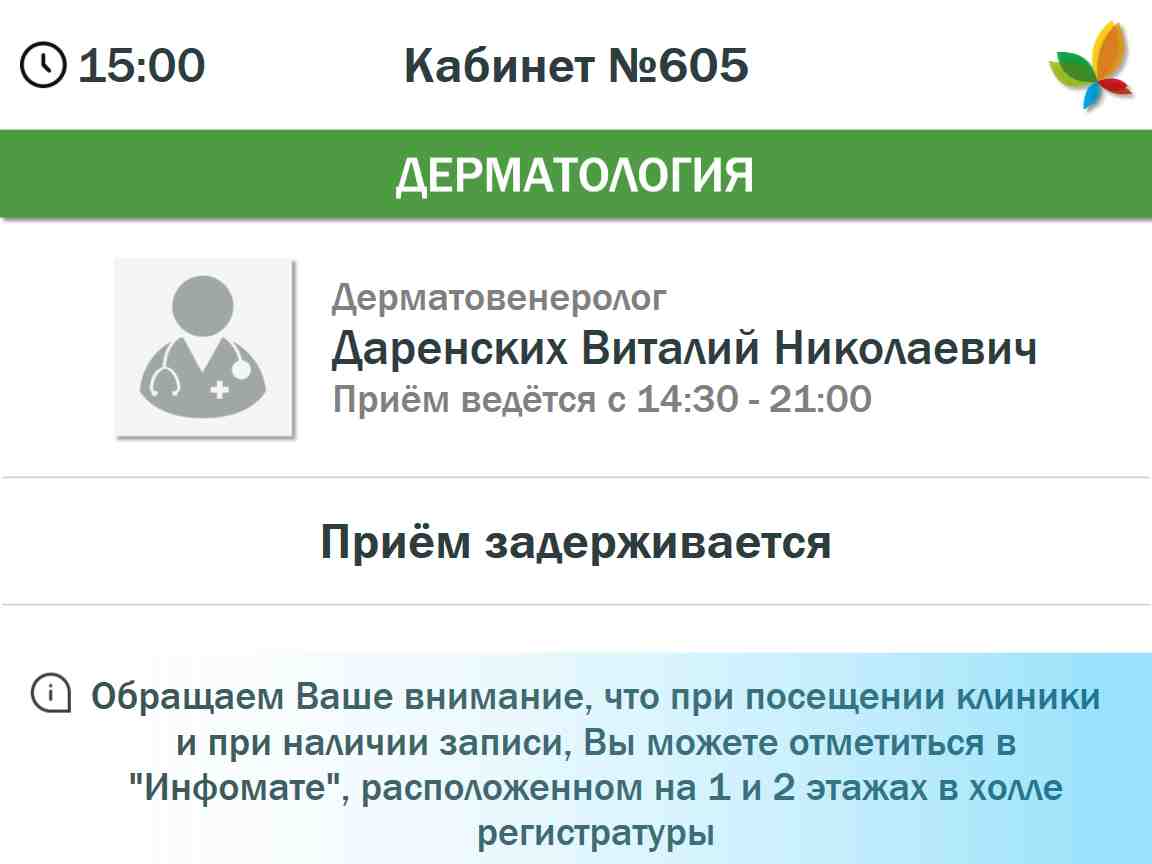 15:00
Кабинет №605
ДЕРМАТОЛОГИЯ
Дерматовенеролог
Даренских Виталий Николаевич
Приём ведётся с 14:30 - 21:00
Приём задерживается
Обращаем Ваше внимание, что при посещении клиники
и при наличии записи, Вы можете отметиться в
"Инфомате", расположенном на 1 и 2 этажах в холле
регистратуры